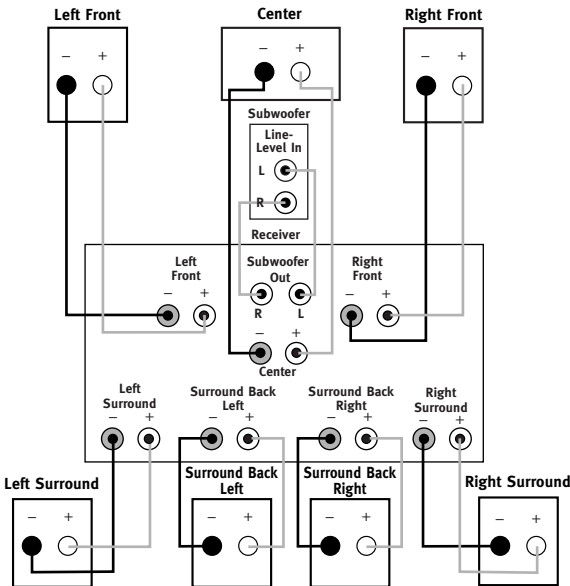 Left Front
Center
Right Front
− +
− +
− +
Subwoofer
Line-
Level In
L
R
Receiver
Left
Front
Subwoofer
Out
Right
Front
− +
R L
− +
− +
Center
Left
Surround
Surround Back
Left
Surround Back
Right
Right
Surround
− +
− +
− +
− +
Left Surround
Surround Back
Left
Surround Back
Right
Right Surround
− +
− +
− +
− +